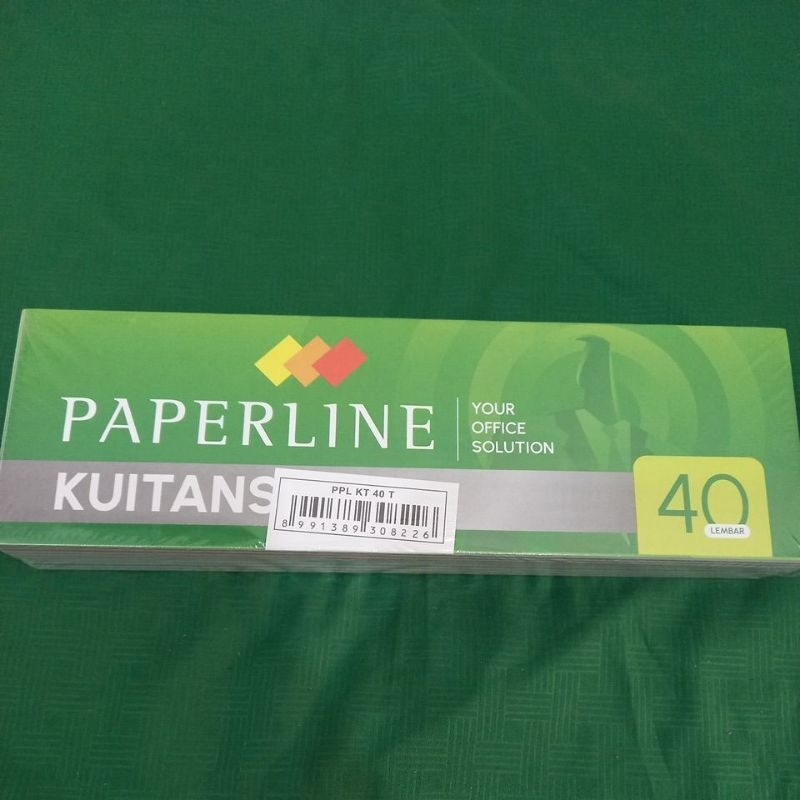 PAPERLINE
YOUR
OFFICE
SOLUTION
KUITANS
PPL KT 40 T
8 991389 308226
40
LEMBAR